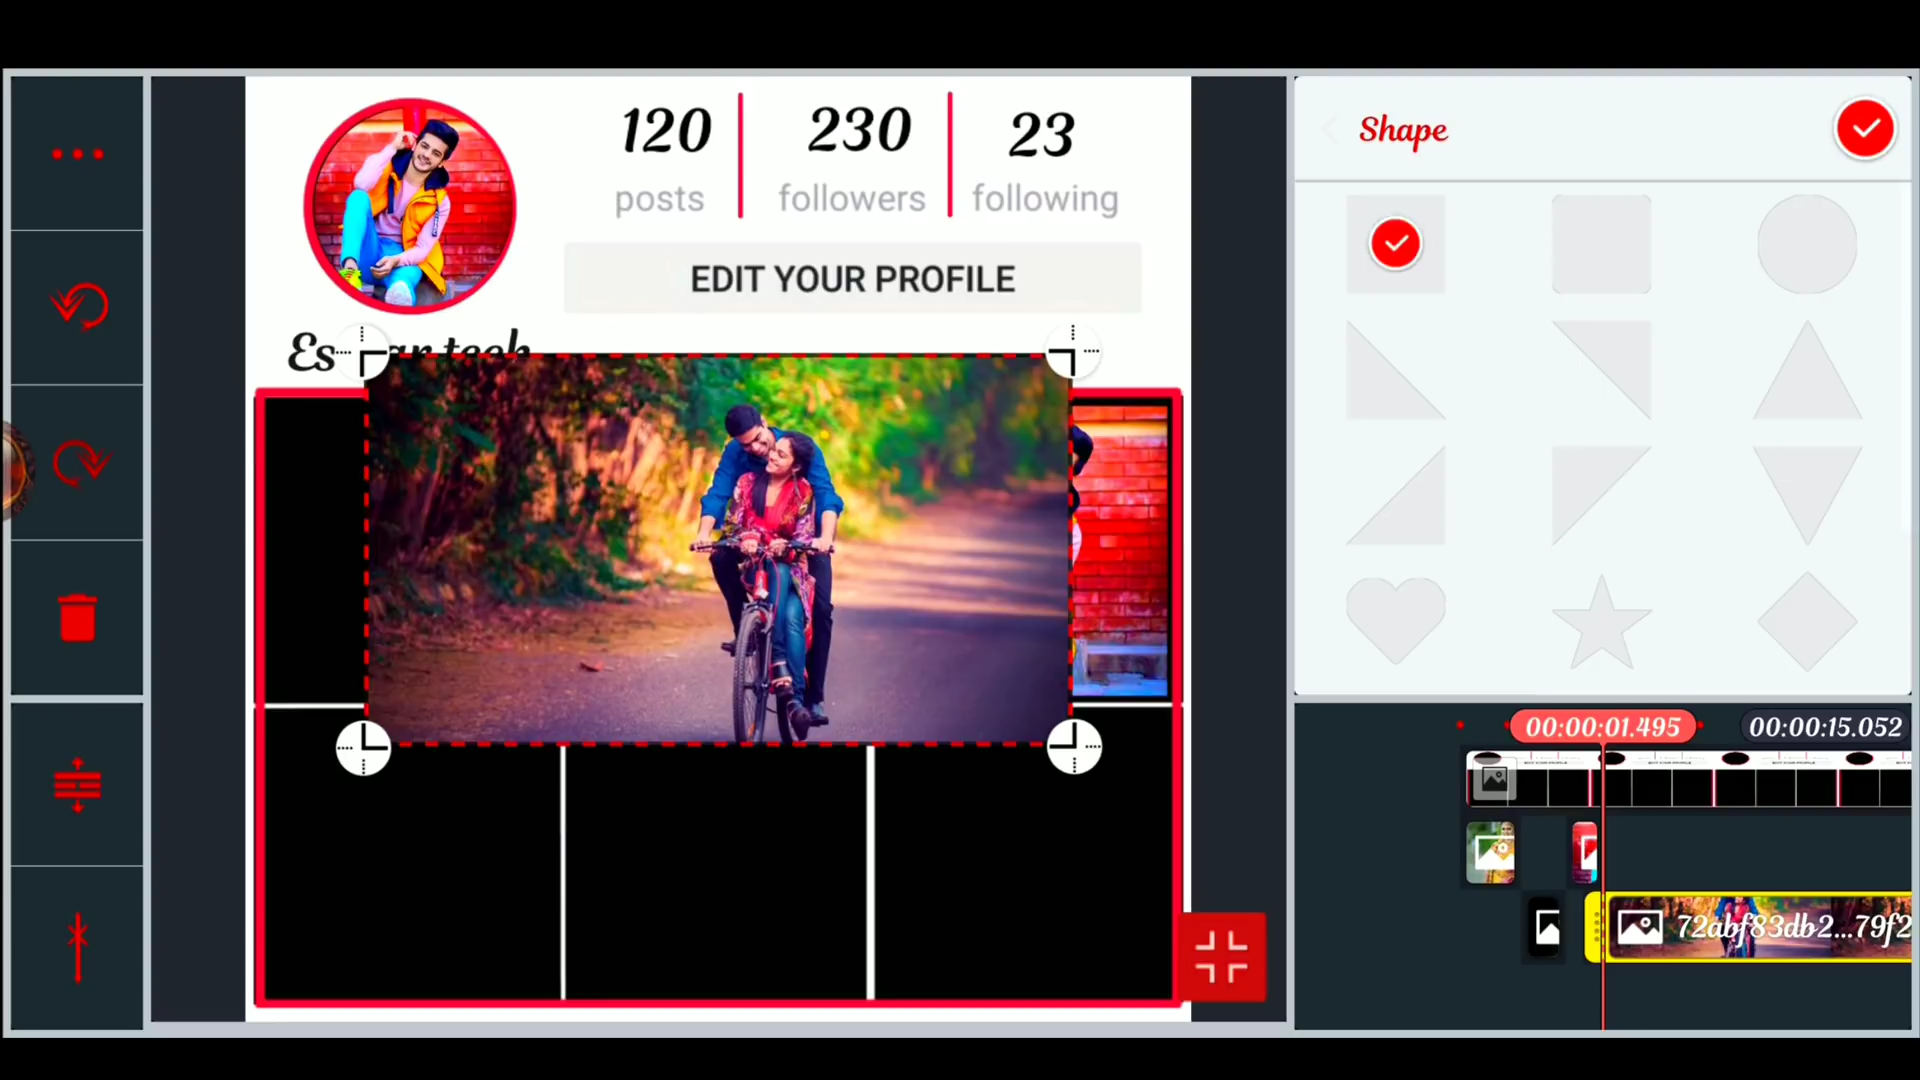 120
230
23
posts
followers
following
EDIT YOUR PROFILE
Shape
00:00:01.495
00:00:15.052
72abf83db2...79f2